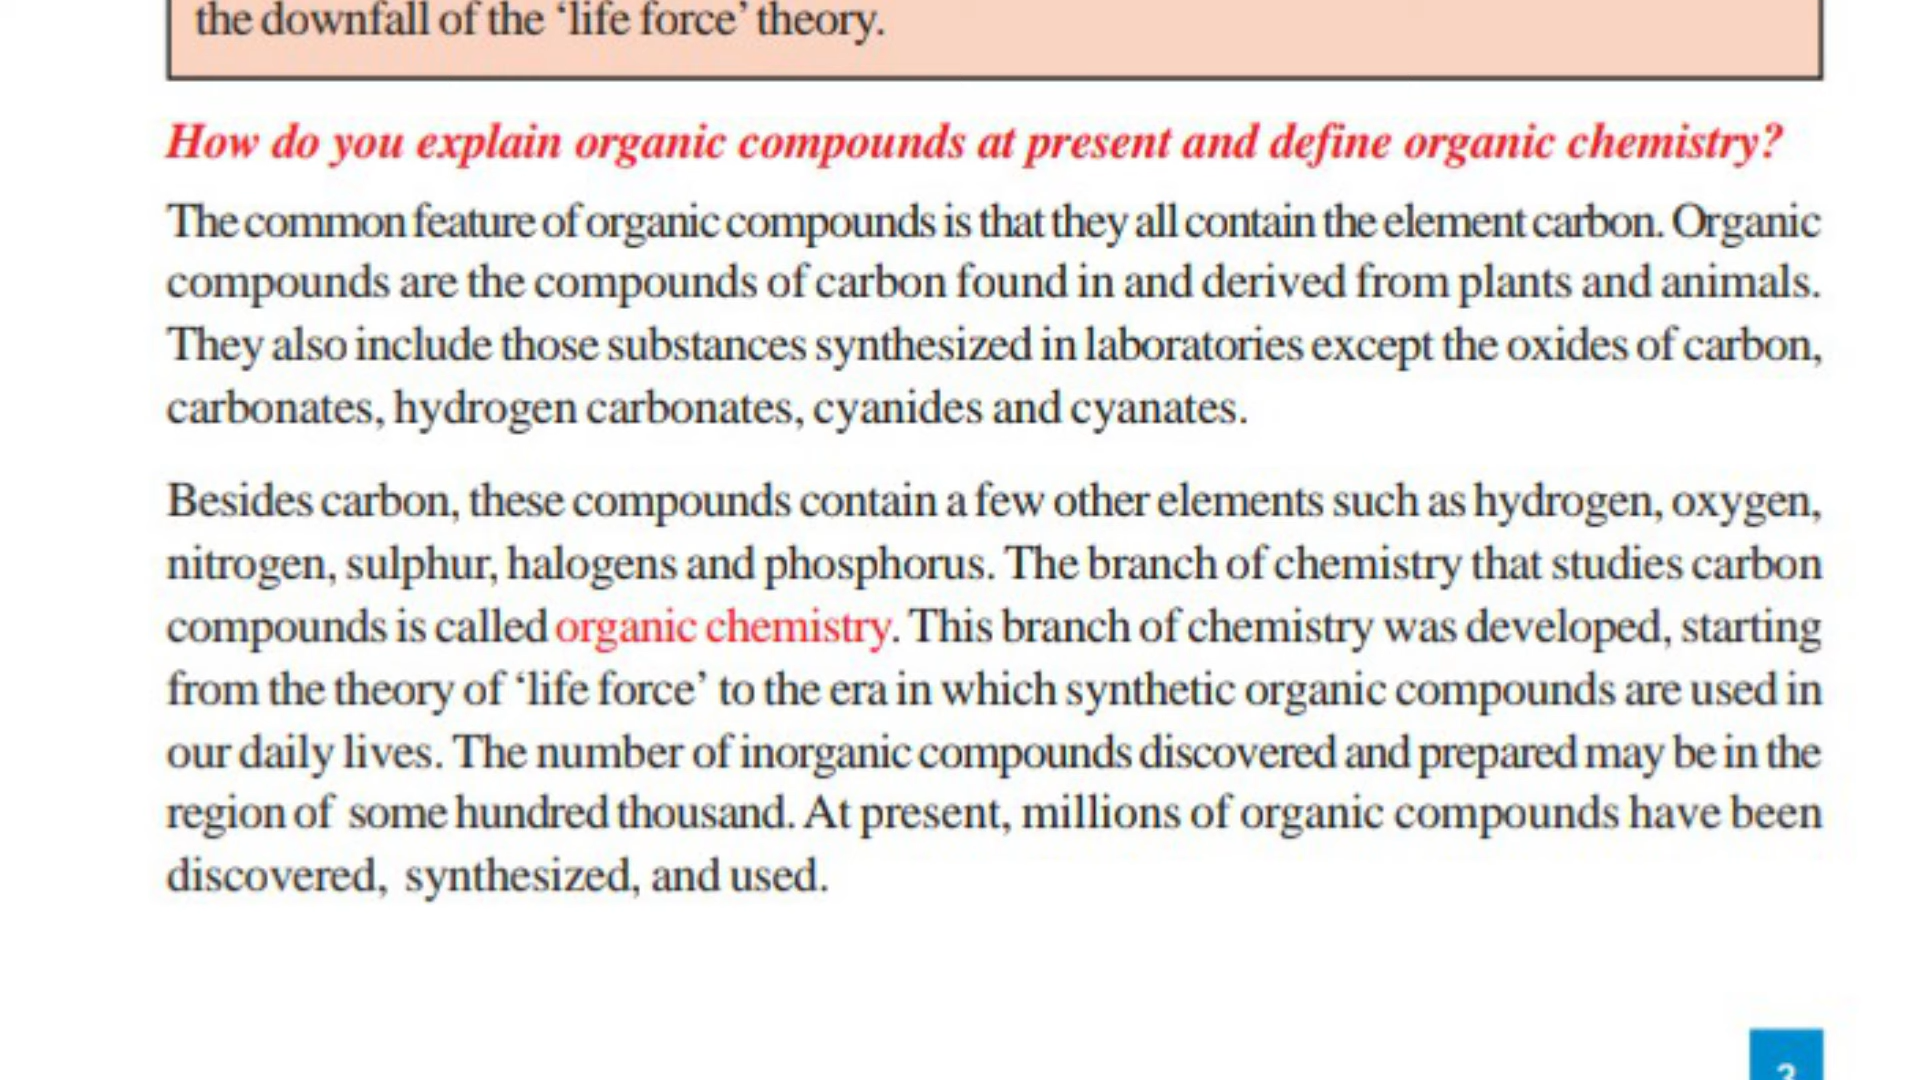 the downfall of the ‘life force’ theory.
How do you explain organic compounds at present and define organic chemistry?
The common feature of organic compounds is that they all contain the element carbon. Organic
compounds are the compounds of carbon found in and derived from plants and animals.
They also include those substances synthesized in laboratories except the oxides of carbon,
carbonates, hydrogen carbonates, cyanides and cyanates.
Besides carbon, these compounds contain a few other elements such as hydrogen, oxygen,
nitrogen, sulphur, halogens and phosphorus. The branch of chemistry that studies carbon
compounds is called organic chemistry. This branch of chemistry was developed, starting
from the theory of ‘life force’ to the era in which synthetic organic compounds are used in
our daily lives. The number of inorganic compounds discovered and prepared may be in the
region of some hundred thousand. At present, millions of organic compounds have been
discovered, synthesized, and used.
3